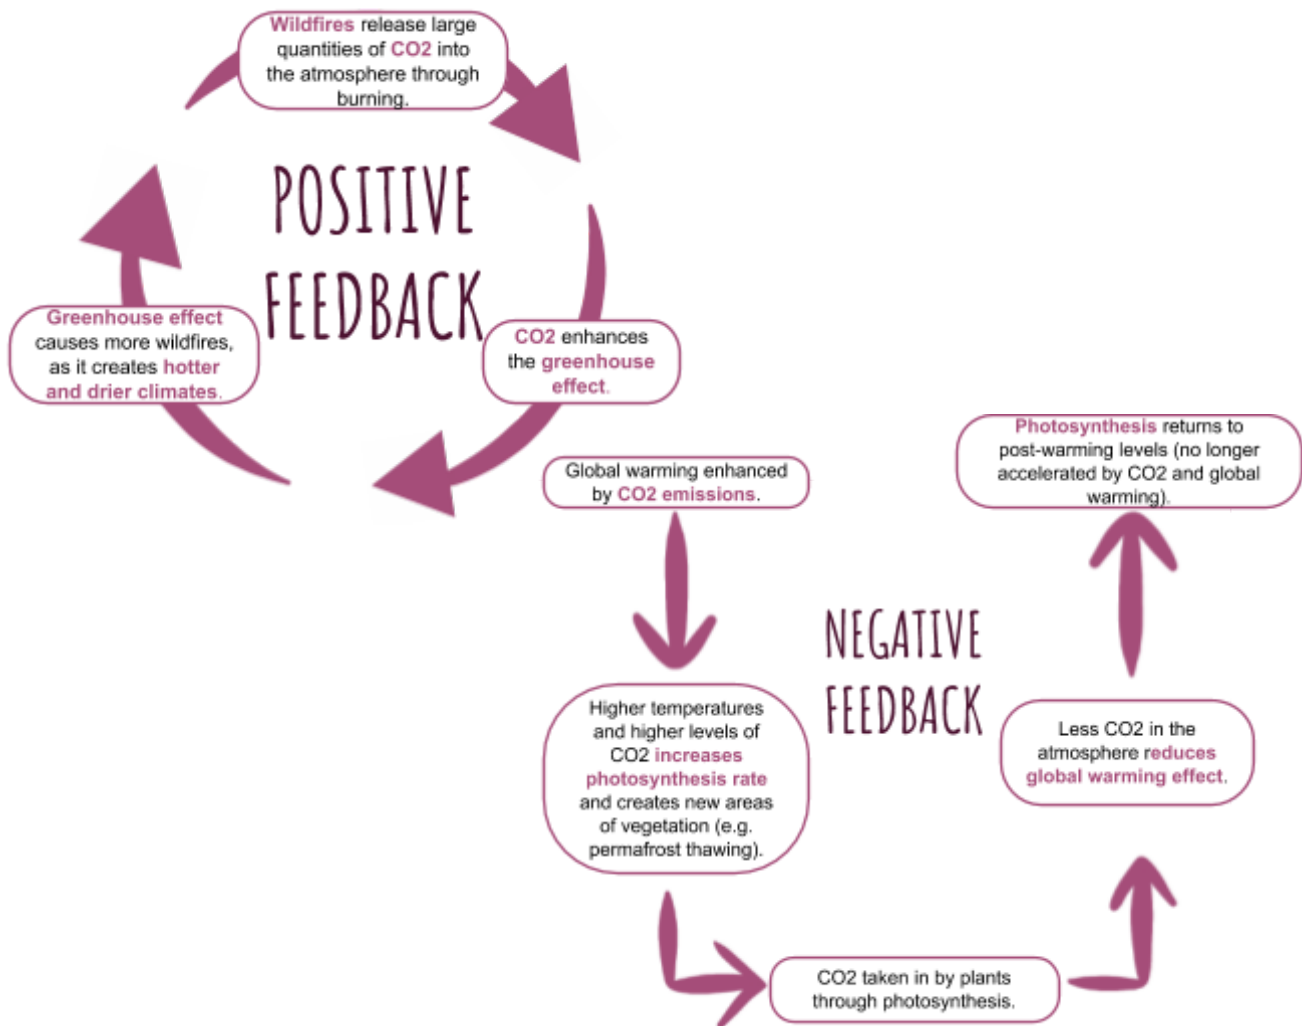 Wildfires release large
quantities of CO2 into
the atmosphere through
burning.
POSITIVE
FEEDBACK
CO2 enhances
the greenhouse
effect.
Greenhouse effect
causes more wildfires,
as it creates hotter
and drier climates.
Global warming enhanced
by CO2 emissions.
Higher temperatures
and higher levels of
CO2 increases
photosynthesis rate
and creates new areas
of vegetation (e.g.
permafrost thawing).
NEGATIVE
FEEDBACK
CO2 taken in by plants
through photosynthesis.
Less CO2 in the
atmosphere reduces
global warming effect.
Photosynthesis returns to
post-warming levels (no longer
accelerated by CO2 and global
warming).